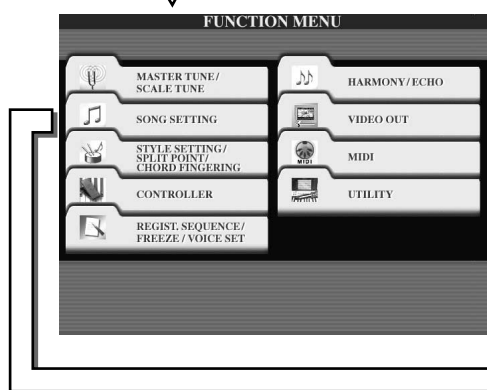 FUNCTION MENU
MASTER TUNE /
SCALE TUNE
SONG SETTING
STYLE SETTING /
SPLIT POINT /
CHORD FINGERING
CONTROLLER
REGIST. SEQUENCE /
FREEZE / VOICE SET
HARMONY / ECHO
VIDEO OUT
MIDI
MIDI
UTILITY